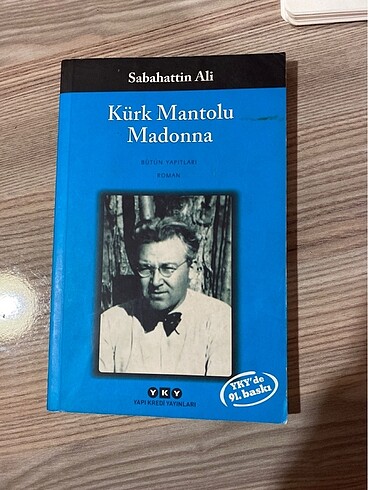 Sabahattin Ali
Kürk Mantolu
Madonna
BÜTÜN YAPITLARI
ROMAN
YKY'de
91. baskı
YKY
YAPI KREDİ YAYINLARI